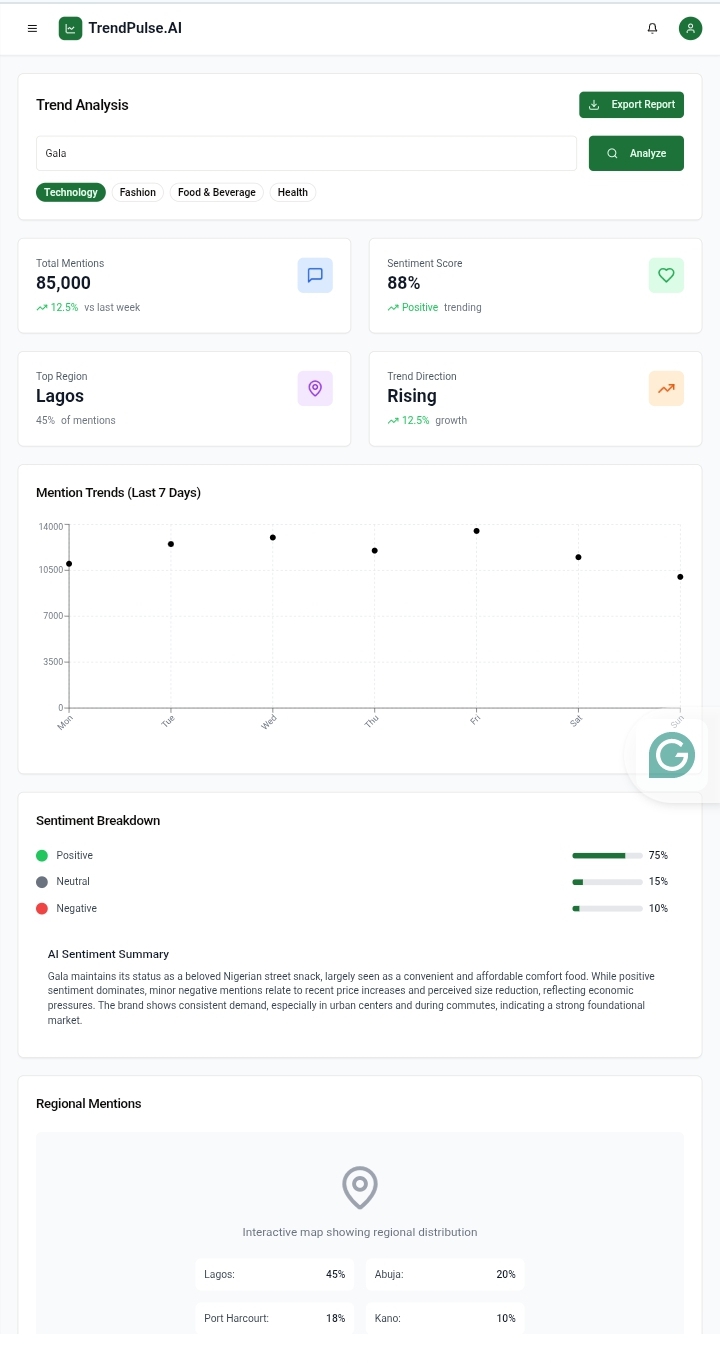 TrendPulse.AI
Trend Analysis
Export Report
Gala
Analyze
Technology
Fashion
Food & Beverage
Health
Total Mentions
85,000
12.5% vs last week
Sentiment Score
88%
Positive trending
Top Region
Lagos
45% of mentions
Trend Direction
Rising
12.5% growth
Mention Trends (Last 7 Days)
14000
10500
7000
3500
0
Mon
Tue
Wed
Thu
Fri
Sat
Sun
Sentiment Breakdown
Positive
75%
Neutral
15%
Negative
10%
AI Sentiment Summary
Gala maintains its status as a beloved Nigerian street snack, largely seen as a convenient and affordable comfort food. While positive
sentiment dominates, minor negative mentions relate to recent price increases and perceived size reduction, reflecting economic
pressures. The brand shows consistent demand, especially in urban centers and during commutes, indicating a strong foundational
market.
Regional Mentions
Interactive map showing regional distribution
Lagos: 45%
Abuja: 20%
Port Harcourt: 18%
Kano: 10%